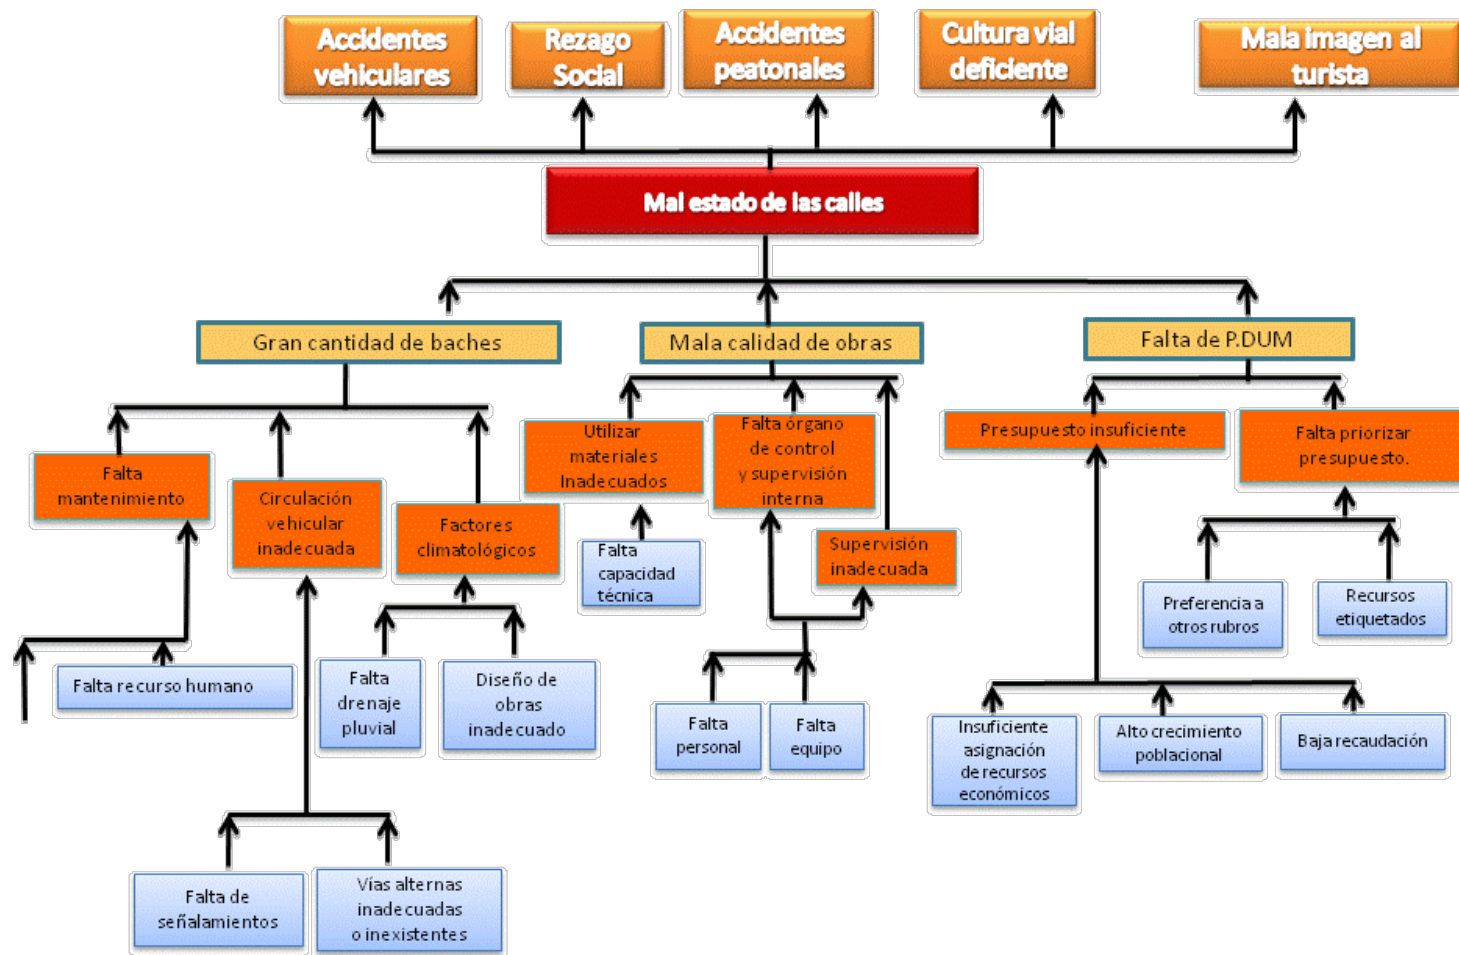 Accidentes
vehiculares
Rezago
Social
Accidentes
peatonales
Cultura vial
deficiente
Mala imagen al
turista
Mal estado de las calles
Gran cantidad de baches
Mala calidad de obras
Falta de P.DUM
Falta
mantenimiento
Circulación
vehicular
inadecuada
Factores
climatológicos
Utilizar
materiales
Inadecuados
Falta órgano
de control
y supervisión
interna
Supervisión
inadecuada
Presupuesto insuficiente
Falta priorizar
presupuesto.
Falta recurso humano
Falta
drenaje
pluvial
Diseño de
obras
inadecuado
Falta
capacidad
técnica
Falta
personal
Falta
equipo
Preferencia a
otros rubros
Recursos
etiquetados
Insuficiente
asignación
de recursos
económicos
Alto crecimiento
poblacional
Baja recaudación
Falta de
señalamientos
Vías alternas
inadecuadas
o inexistentes